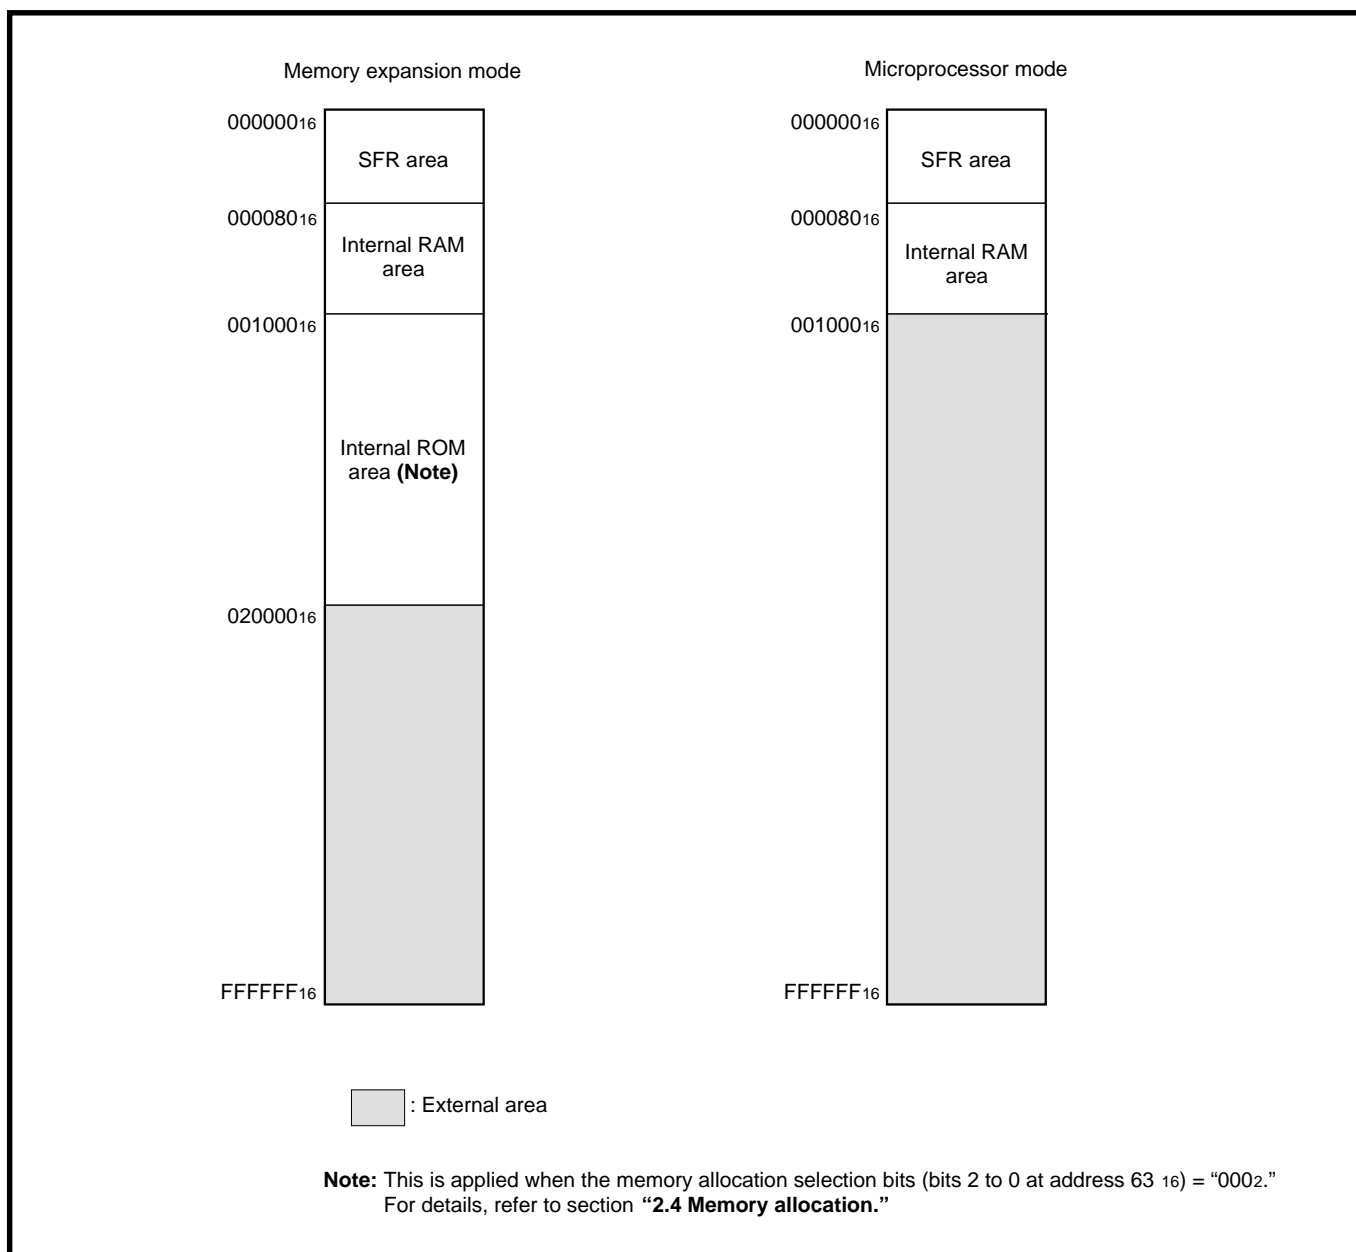 Memory expansion mode
000000₁₆
SFR area
000080₁₆
Internal RAM
area
001000₁₆
Internal ROM
area (Note)
020000₁₆
FFFFFF₁₆
Microprocessor mode
000000₁₆
SFR area
000080₁₆
Internal RAM
area
001000₁₆
FFFFFF₁₆
: External area
Note: This is applied when the memory allocation selection bits (bits 2 to 0 at address 63 ₁₆) = “000₂.”
For details, refer to section “2.4 Memory allocation.”